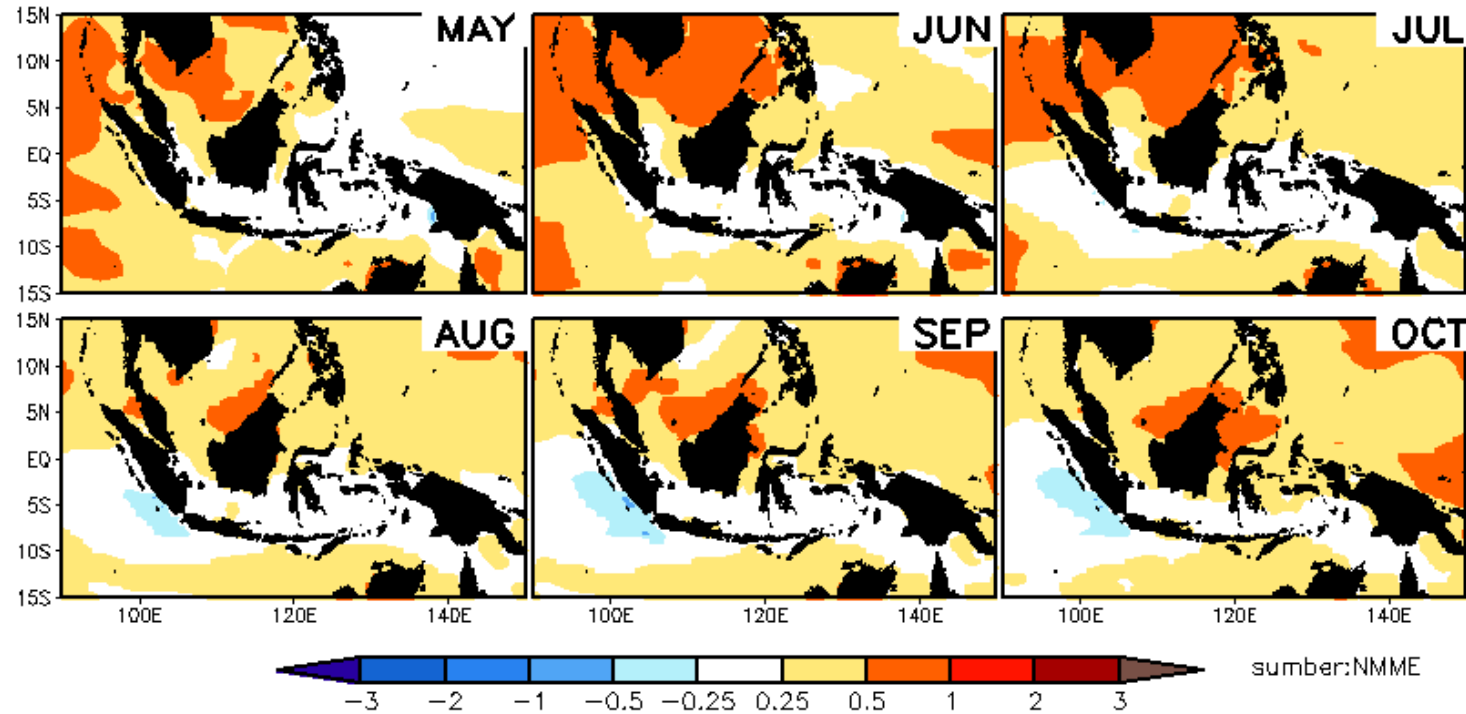 15N
10N
5N
EQ
5S
10S
15S
MAY
JUN
JUL
15N
10N
5N
EQ
5S
10S
15S
AUG
SEP
OCT
100E 120E 140E 100E 120E 140E 100E 120E 140E
-3 -2 -1 -0.5 -0.25 0.25 0.5 1 2 3
sumber:NMME